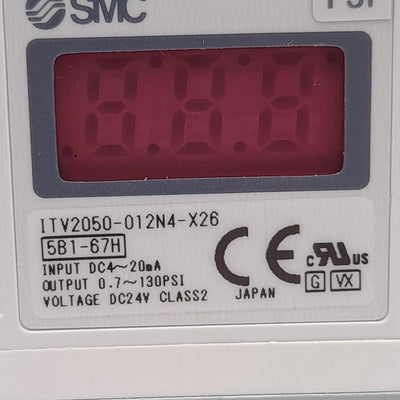 SMC
PSI
ITV2050-012N4-X26
5B1-67H
INPUT DC4~20mA
OUTPUT 0.7~130PSI
VOLTAGE DC24V CLASS2
CE
c RU us
G VX
JAPAN